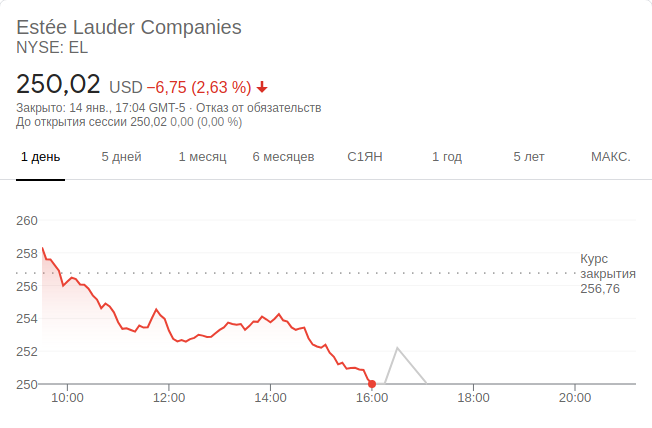 Estée Lauder Companies
NYSE: EL
250,02 USD −6,75 (2,63 %)
Закрыто: 14 янв., 17:04 GMT-5 · Отказ от обязательств
До открытия сессии 250,02 0,00 (0,00 %)
1 день 5 дней 1 месяц 6 месяцев С1ЯН 1 год 5 лет МАКС.
260
258
Курс
закрытия
256,76
256
254
252
250
10:00 12:00 14:00 16:00 18:00 20:00